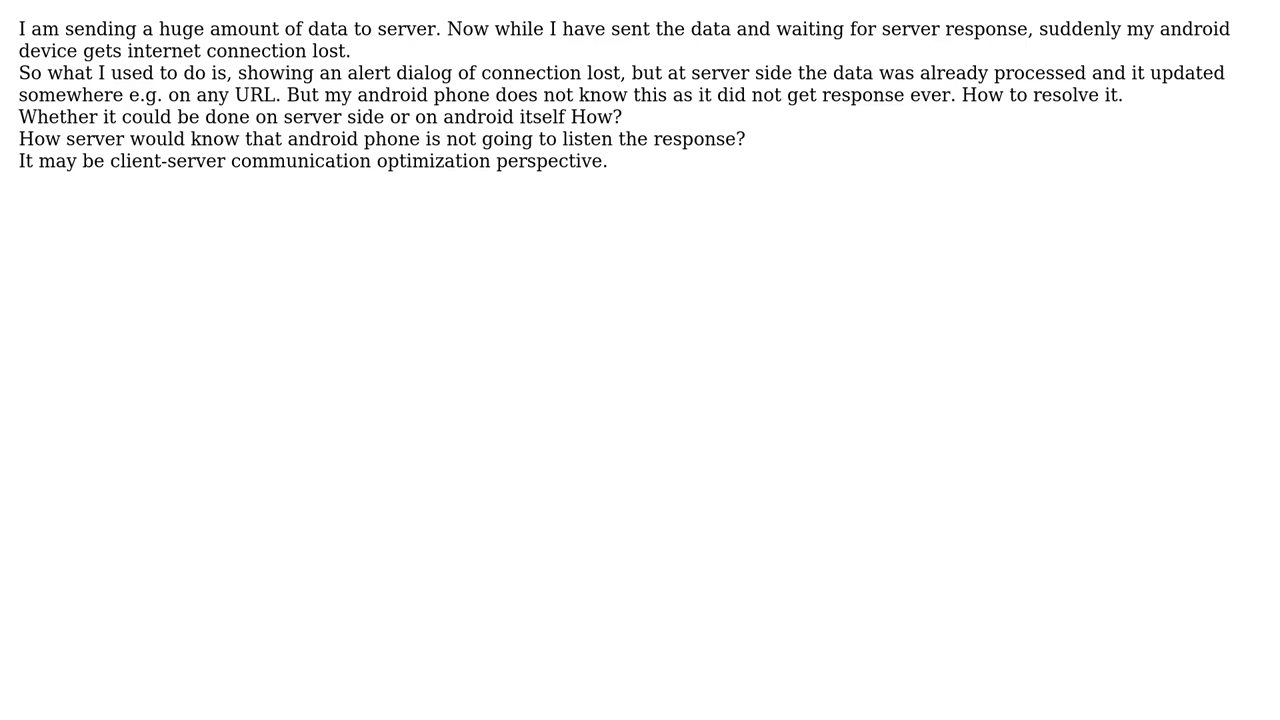 I am sending a huge amount of data to server. Now while I have sent the data and waiting for server response, suddenly my android
device gets internet connection lost.
So what I used to do is, showing an alert dialog of connection lost, but at server side the data was already processed and it updated
somewhere e.g. on any URL. But my android phone does not know this as it did not get response ever. How to resolve it.
Whether it could be done on server side or on android itself How?
How server would know that android phone is not going to listen the response?
It may be client-server communication optimization perspective.